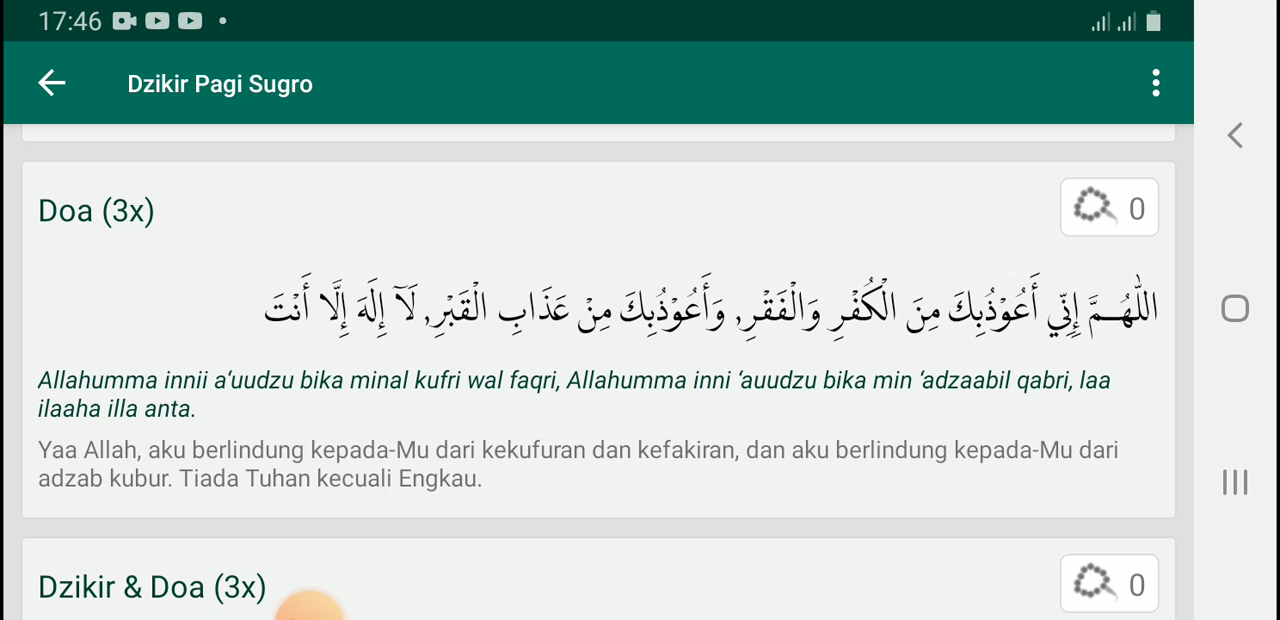 17:46
Dzikir Pagi Sugro
Doa (3x)
0
اللّٰهُـمَّ إِنِّي أَعُوْذُبِكَ مِنَ الْكُفْرِ وَالْفَقْرِ, وَأَعُوْذُبِكَ مِنْ عَذَابِ الْقَبْرِ, لَآ إِلَهَ إِلَّا أَنْتَ
Allahumma innii a‘uudzu bika minal kufri wal faqri, Allahumma inni ‘auudzu bika min ‘adzaabil qabri, laa
ilaaha illa anta.
Yaa Allah, aku berlindung kepada-Mu dari kekufuran dan kefakiran, dan aku berlindung kepada-Mu dari
adzab kubur. Tiada Tuhan kecuali Engkau.
Dzikir & Doa (3x)
0